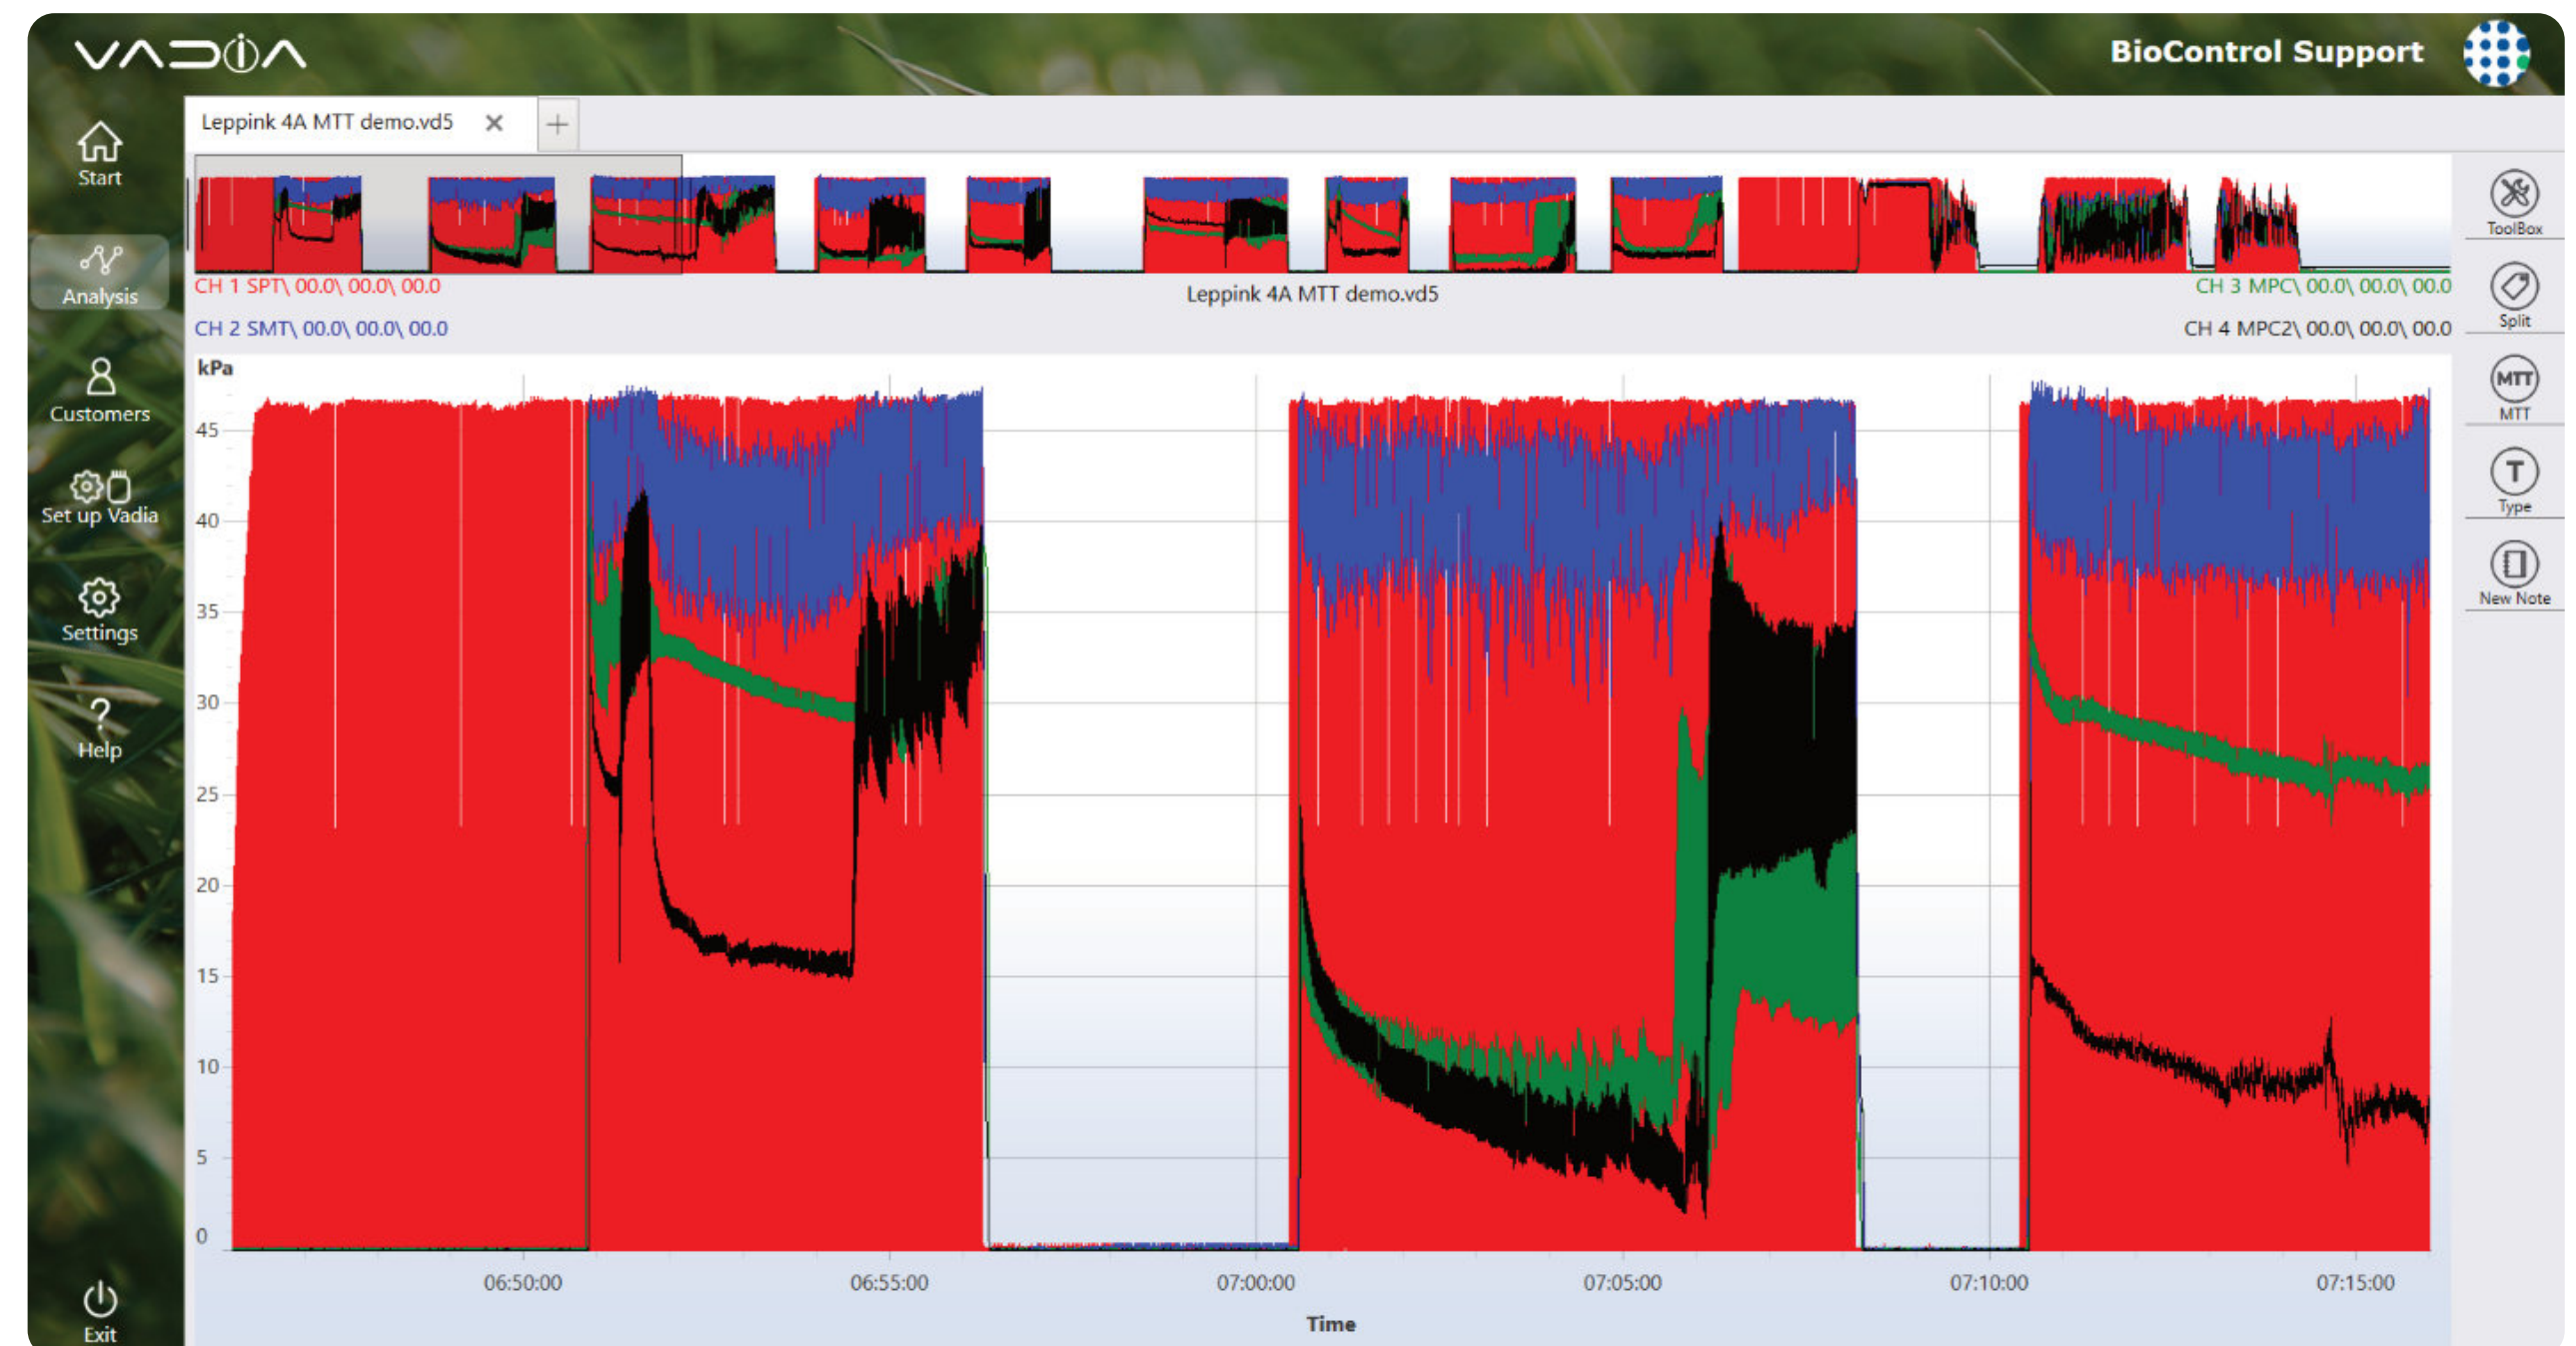 VADIA
BioControl Support
Leppink 4A MTT demo.vd5
Start
Analysis
Customers
Set up Vadia
Settings
Help
Exit
CH 1 SPT\ 00.0\ 00.0\ 00.0
Leppink 4A MTT demo.vd5
CH 3 MPC\ 00.0\ 00.0\ 00.0
CH 2 SMT\ 00.0\ 00.0\ 00.0
CH 4 MPC2\ 00.0\ 00.0\ 00.0
kPa
45
40
35
30
25
20
15
10
5
0
06:50:00 06:55:00 07:00:00 07:05:00 07:10:00 07:15:00
Time
ToolBox
Split
MTT
MTT
T
Type
New Note